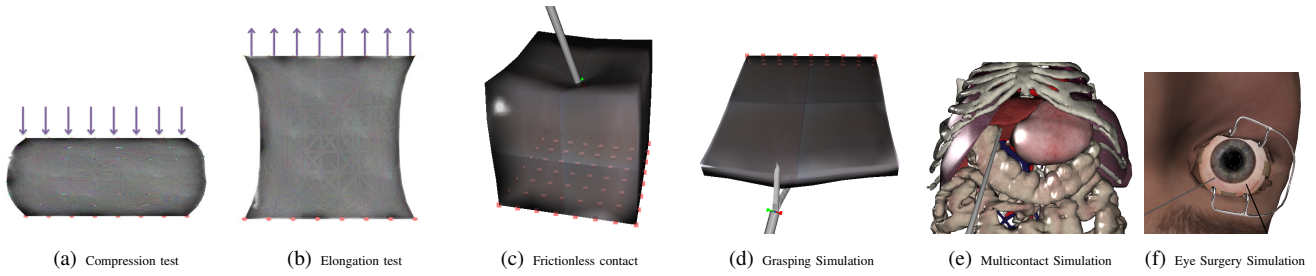 (a) Compression test
(b) Elongation test
(c) Frictionless contact
(d) Grasping Simulation
(e) Multicontact Simulation
(f) Eye Surgery Simulation